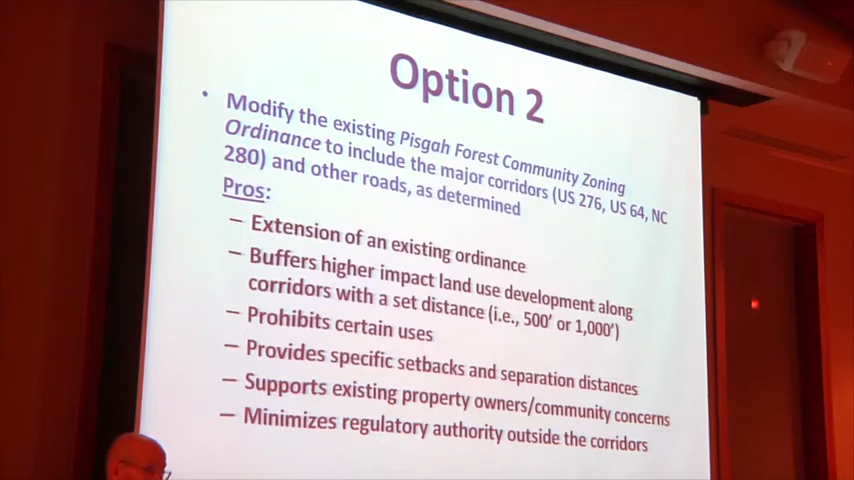 Option 2
• Modify the existing Pisgah Forest Community Zoning
Ordinance to include the major corridors (US 276, US 64, NC
280) and other roads, as determined
Pros:
– Extension of an existing ordinance
– Buffers higher impact land use development along
corridors with a set distance (i.e., 500' or 1,000')
– Prohibits certain uses
– Provides specific setbacks and separation distances
– Supports existing property owners/community concerns
– Minimizes regulatory authority outside the corridors